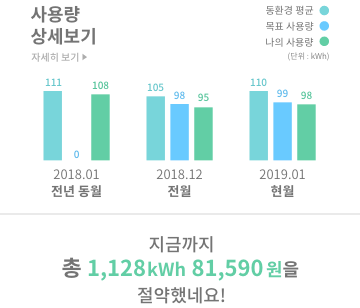 사용량
상세보기
자세히 보기 ▶
동환경 평균
목표 사용량
나의 사용량
(단위 : kWh)
111
0
108
105
98
95
110
99
98
2018.01
전년 동월
2018.12
전월
2019.01
현월
지금까지
총 1,128kWh 81,590 원을
절약했네요!